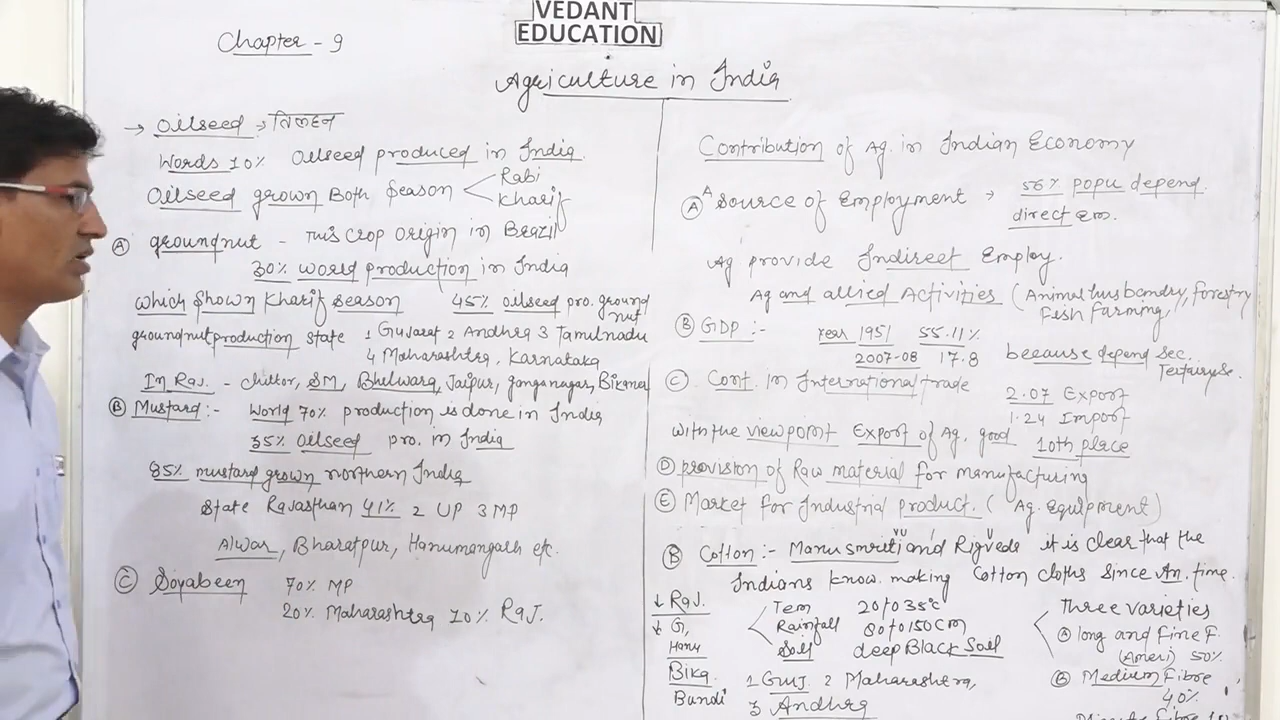 VEDANT
EDUCATION
Chapter - 9
Agriculture in India
→ Oilseed → तिलहन
Words 10% Oilseed produced in India
Oilseed grown Both Season < Rabi
Kharif
A groundnut - This crop origin in Brazil
30% world production in India
which shown Kharif season 45% oilseed pro. ground
nut
groundnut production state 1 Gujarat 2 Andhra 3 Tamilnadu
4 Maharashtra, Karnataka
In Raj. - chittor, SM, Bhelwara, Jaipur, ganganagar, Bikaner
B Mustard :- World 70% production is done in India
35% oilseed pro. in India
85% mustard grown northern India
State Rajasthan 41% 2 UP 3 MP
Alwar, Bharatpur, Hanumangarh etc.
C Soyabeen 70% MP
20% Maharashtra 10% Raj.
Contribution of Ag. in Indian Economy
A A Source of Employment → 56% popu depend.
direct em.
Ag provide Indireet Employ.
Ag and allied Activities (Animal husbandry, forestry
Fish Farming,
B GDP :- Year 1951 55.11%
2007-08 17.8 because depend Sec.
Tertiary Se.
C Cont. in International trade 2.07 Export
1.24 Import
with the viewpoint Export of Ag. good 10th place
D provision of Raw material for manufacturing
E Market for Industrial product. (Ag. Equipment)
B Cotton :- Manusmriti and Rigveda it is clear that the
Indians know. making Cotton cloths since An. time.
↓ Raj. < Tem 20 to 35°c
Rainfall 80 to 150 cm
Soil deep Black Soil
G,
Hanu
Bika.
Bundi
1 Guj. 2 Maharashtra,
3 Andhra
Three varieties
A long and fine F.
(Ameri) 50%
B Medium Fibre
40%